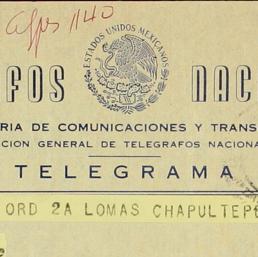 1140
ESTADOS UNIDOS MEXICANOS
FOS NAC
RIA DE COMUNICACIONES Y TRANS
CION GENERAL DE TELEGRAFOS NACIONA
TELEGRAMA
ORD 2A LOMAS CHAPULTEP